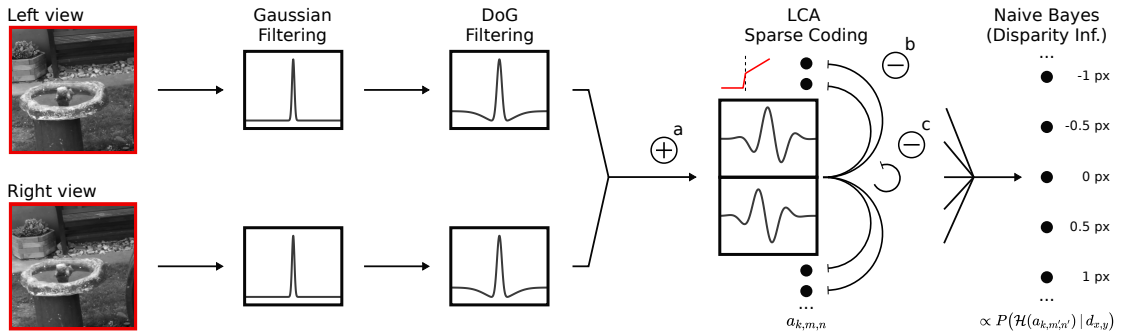 Left view
Gaussian
Filtering
DoG
Filtering
LCA
Sparse Coding
Naive Bayes
(Disparity Inf.)
...
-1 px
-0.5 px
0 px
0.5 px
1 px
...
b
a
c
Right view
...
a_{k,m,n}
∝ P(ℋ(a_{k,m′,n′}) | d_{x,y})